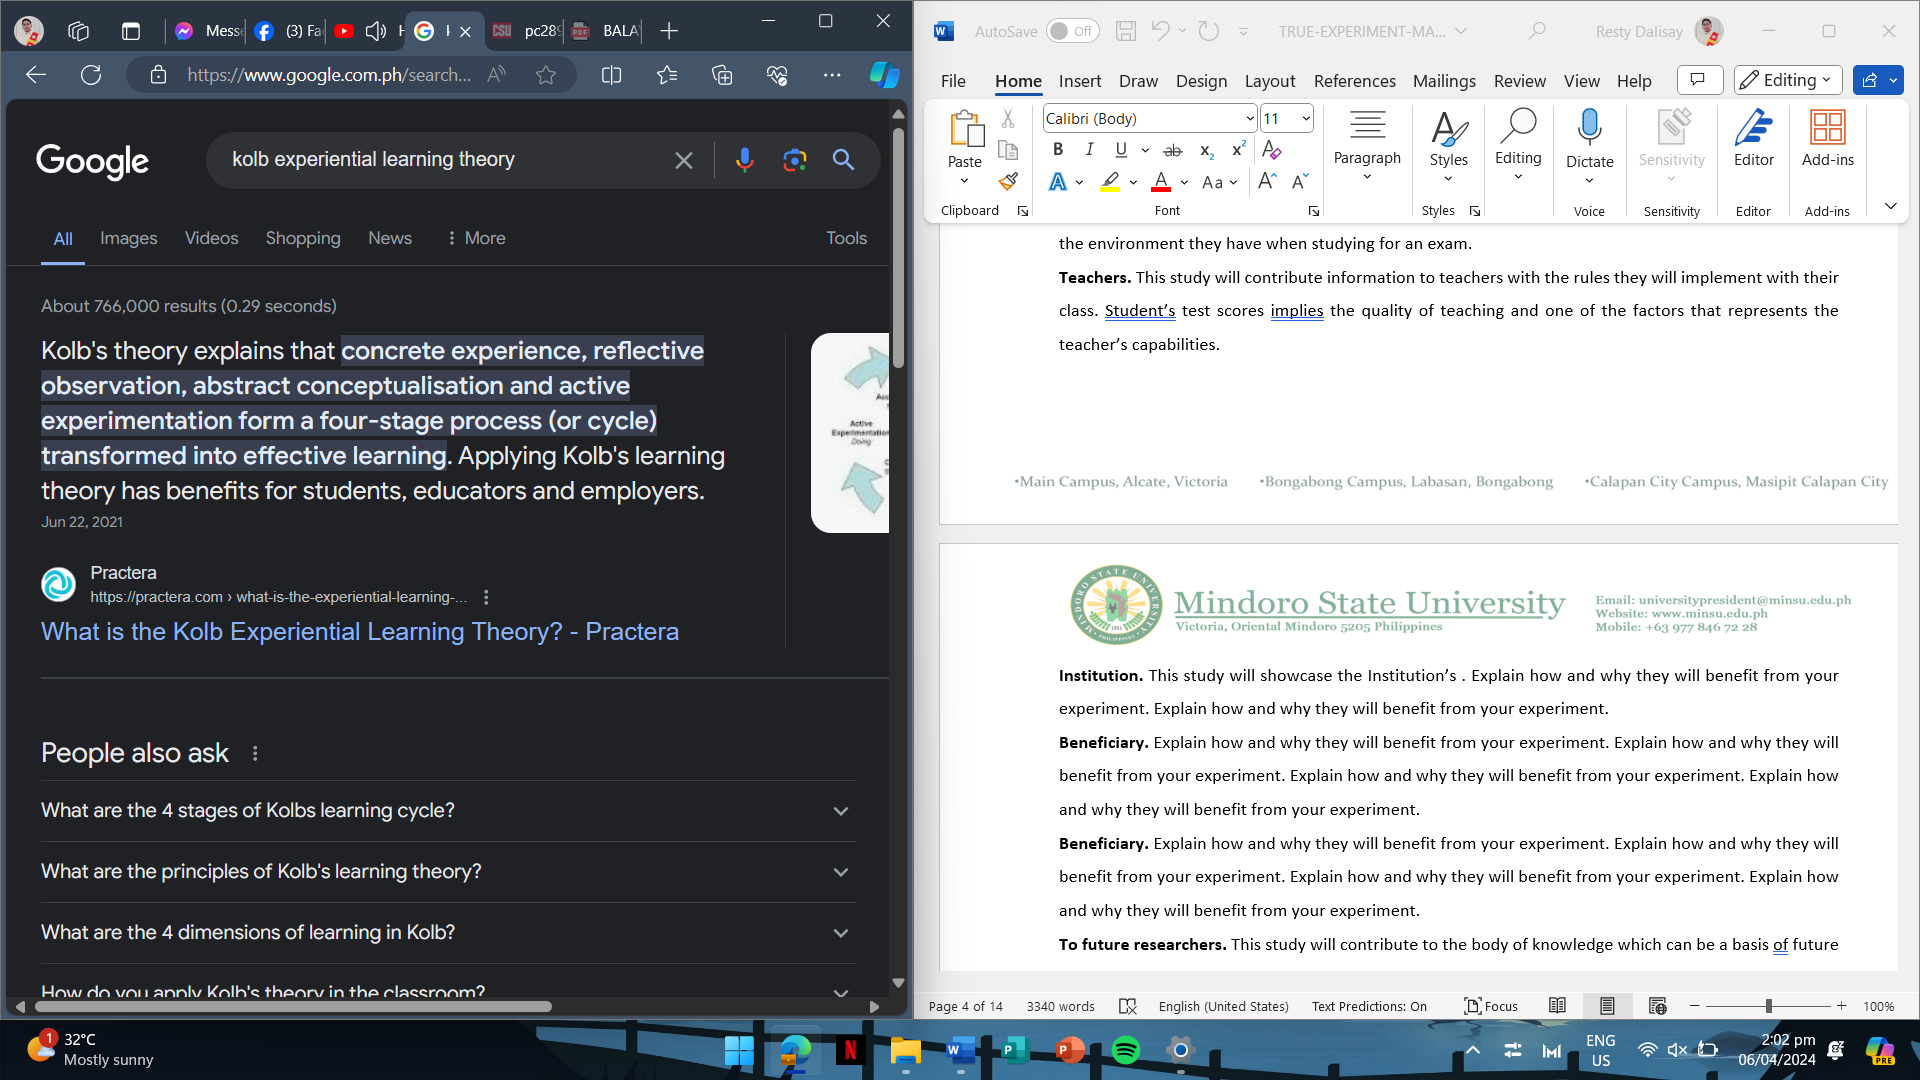 Mess
(3) Fa
pc289
BALA
https://www.google.com.ph/search...
Google
kolb experiential learning theory
All
Images
Videos
Shopping
News
More
Tools
About 766,000 results (0.29 seconds)
Kolb's theory explains that concrete experience, reflective
observation, abstract conceptualisation and active
experimentation form a four-stage process (or cycle)
transformed into effective learning. Applying Kolb's learning
theory has benefits for students, educators and employers.
Jun 22, 2021
Active
Experimentation
Doing
Practera
https://practera.com › what-is-the-experiential-learning-...
What is the Kolb Experiential Learning Theory? - Practera
People also ask
What are the 4 stages of Kolbs learning cycle?
What are the principles of Kolb's learning theory?
What are the 4 dimensions of learning in Kolb?
How do you apply Kolb's theory in the classroom?
AutoSave
Off
TRUE-EXPERIMENT-MA...
Resty Dalisay
File
Home
Insert
Draw
Design
Layout
References
Mailings
Review
View
Help
Editing
Paste
Calibri (Body)
11
Paragraph
Styles
Editing
Dictate
Sensitivity
Editor
Add-ins
Clipboard
Font
Styles
Voice
Sensitivity
Editor
Add-ins
the environment they have when studying for an exam.
Teachers. This study will contribute information to teachers with the rules they will implement with their
class. Student’s test scores implies the quality of teaching and one of the factors that represents the
teacher’s capabilities.
•Main Campus, Alcate, Victoria •Bongabong Campus, Labasan, Bongabong •Calapan City Campus, Masipit Calapan City
MINDORO STATE UNIVERSITY
PHILIPPINES
Mindoro State University
Victoria, Oriental Mindoro 5205 Philippines
Email: universitypresident@minsu.edu.ph
Website: www.minsu.edu.ph
Mobile: +63 977 846 72 28
Institution. This study will showcase the Institution’s . Explain how and why they will benefit from your
experiment. Explain how and why they will benefit from your experiment.
Beneficiary. Explain how and why they will benefit from your experiment. Explain how and why they will
benefit from your experiment. Explain how and why they will benefit from your experiment. Explain how
and why they will benefit from your experiment.
Beneficiary. Explain how and why they will benefit from your experiment. Explain how and why they will
benefit from your experiment. Explain how and why they will benefit from your experiment. Explain how
and why they will benefit from your experiment.
To future researchers. This study will contribute to the body of knowledge which can be a basis of future
Page 4 of 14
3340 words
English (United States)
Text Predictions: On
Focus
100%
1
32°C
Mostly sunny
ENG
US
2:02 pm
06/04/2024
PRE